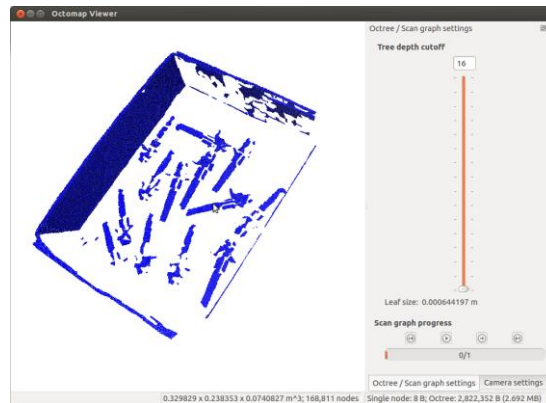 Octomap Viewer
Octree / Scan graph settings
Tree depth cutoff
16
Leaf size: 0.000644197 m
Scan graph progress
0/1
Octree / Scan graph settings Camera settings
0.329829 x 0.238353 x 0.0740827 m^3; 168,811 nodes Single node: 8 B; Octree: 2,822,352 B (2.692 MB)